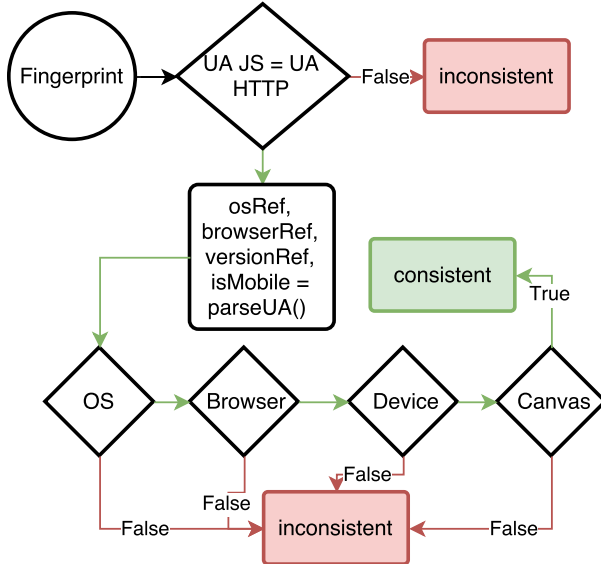 Fingerprint
UA JS = UA
HTTP
False
inconsistent
osRef,
browserRef,
versionRef,
isMobile =
parseUA()
consistent
True
OS
Browser
Device
Canvas
False
False
False
False
inconsistent